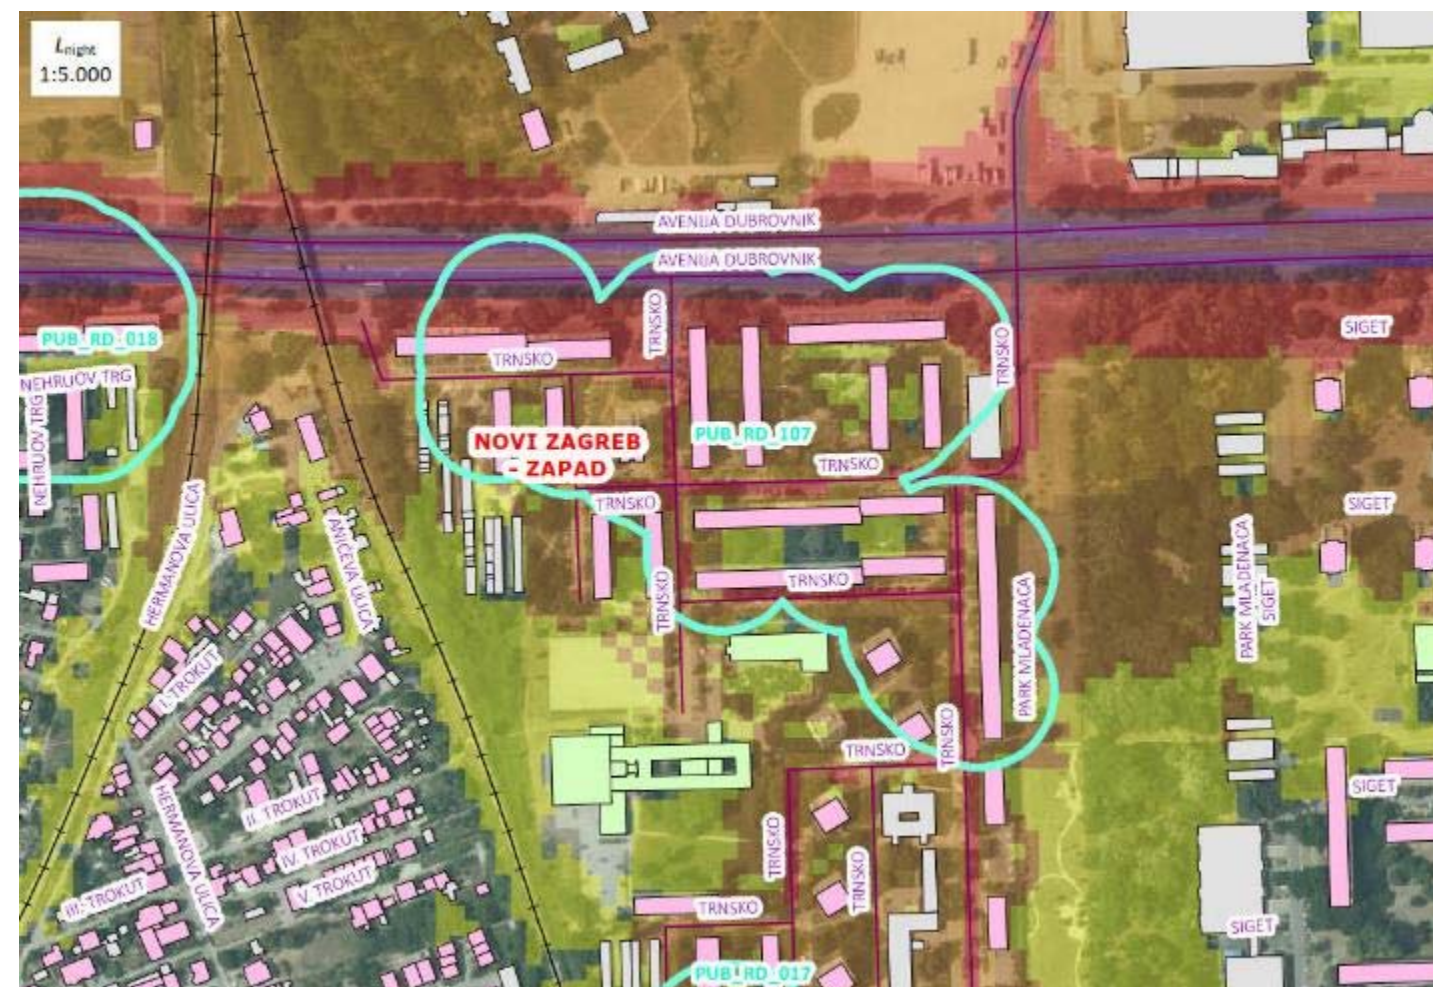 Lnight
1:5.000
AVENIJA DUBROVNIK
AVENIJA DUBROVNIK
TRNSKO
SIGET
PUB_RD_018
TRNSKO
TRNSKO
NEHRUOV TRG
NEHRUOV TRG
NOVI ZAGREB
- ZAPAD
PUB_RD_107
TRNSKO
TRNSKO
SIGET
HERMANOVA ULICA
ANIĆEVA ULICA
TRNSKO
TRNSKO
PARK MLADENACA
PARK MLADENACA
SIGET
I. TROKUT
TRNSKO
TRNSKO
SIGET
HERMANOVA ULICA
II. TROKUT
IV. TROKUT
TRNSKO
V. TROKUT
III. TROKUT
TRNSKO
TRNSKO
SIGET
PUB_RD_017